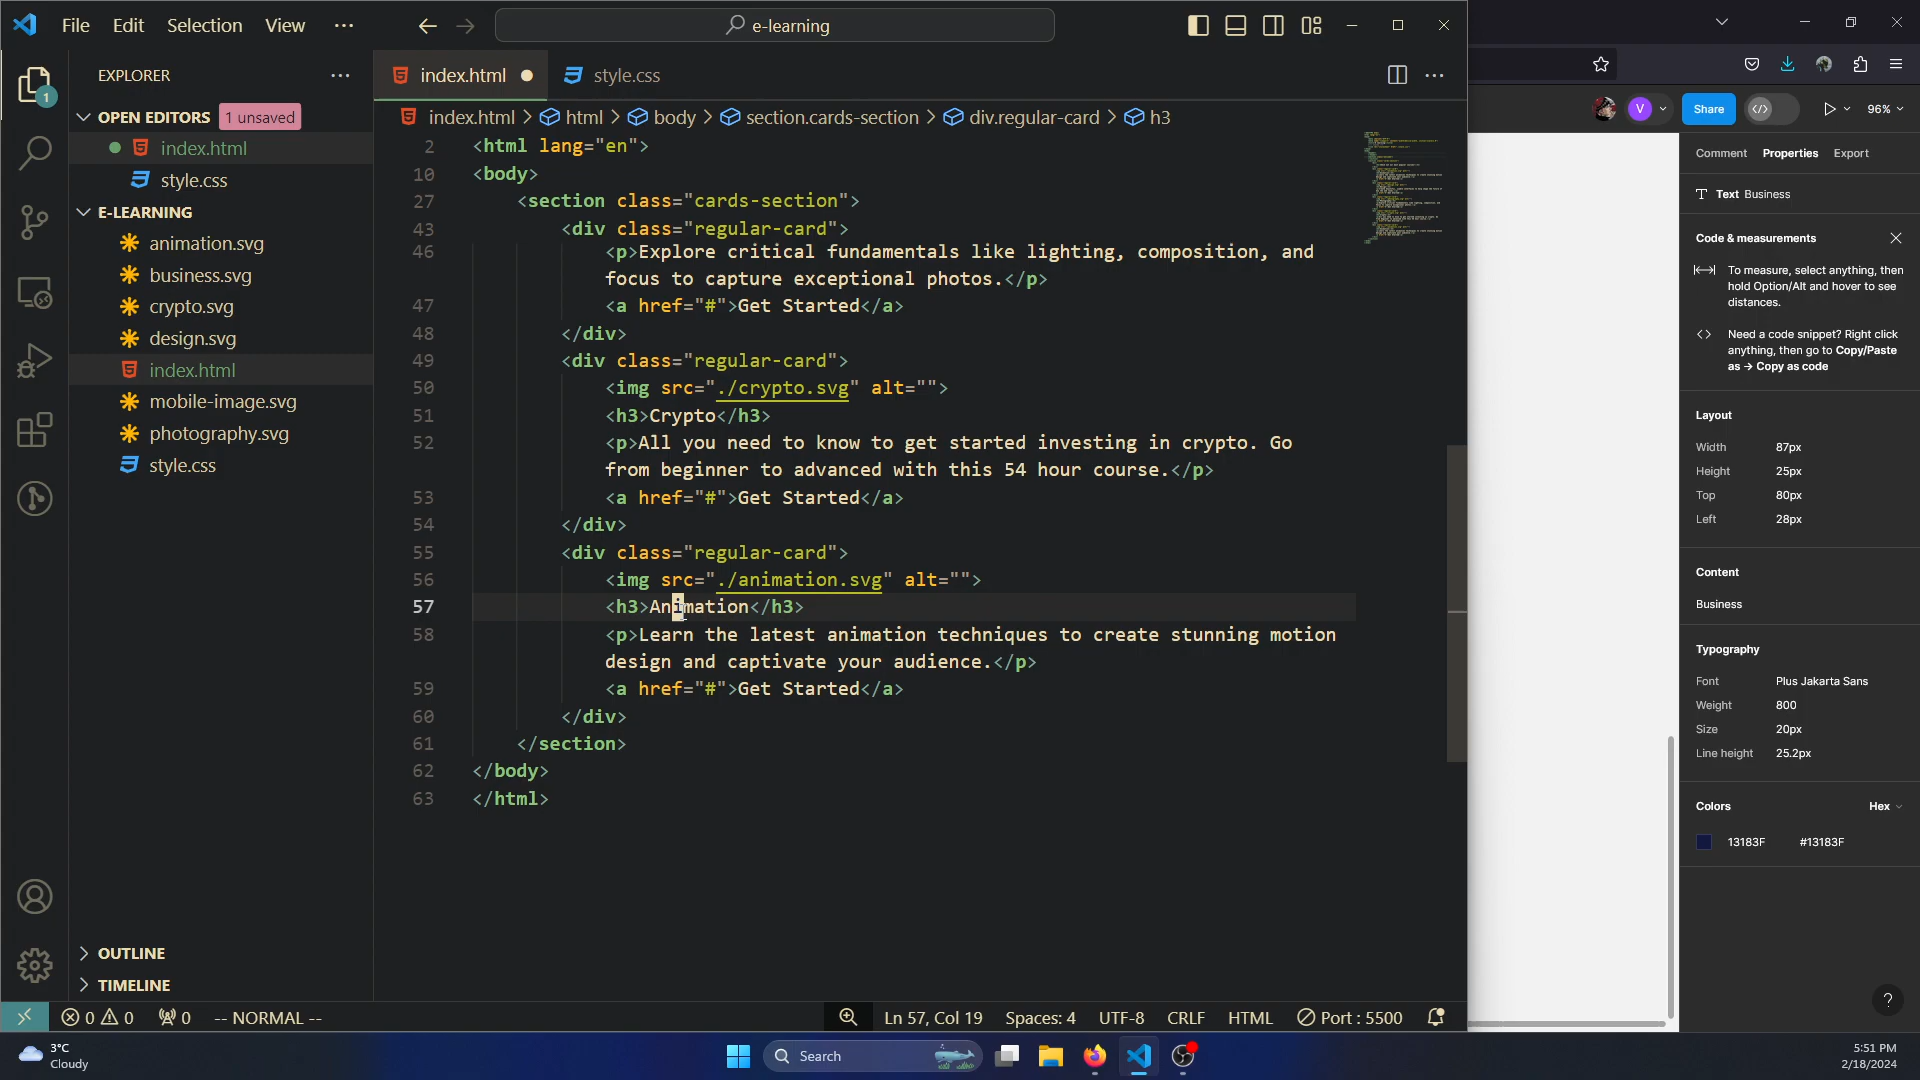 File Edit Selection View ··· e-learning
EXPLORER
OPEN EDITORS 1 unsaved
index.html
style.css
E-LEARNING
animation.svg
business.svg
crypto.svg
design.svg
index.html
mobile-image.svg
photography.svg
style.css
OUTLINE
TIMELINE
1
index.html style.css
index.html > html > body > section.cards-section > div.regular-card > h3
2 <html lang="en">
10 <body>
27 <section class="cards-section">
43 <div class="regular-card">
46 <p>Explore critical fundamentals like lighting, composition, and
focus to capture exceptional photos.</p>
47 <a href="#">Get Started</a>
48 </div>
49 <div class="regular-card">
50 <img src="./crypto.svg" alt="">
51 <h3>Crypto</h3>
52 <p>All you need to know to get started investing in crypto. Go
from beginner to advanced with this 54 hour course.</p>
53 <a href="#">Get Started</a>
54 </div>
55 <div class="regular-card">
56 <img src="./animation.svg" alt="">
57 <h3>Animation</h3>
58 <p>Learn the latest animation techniques to create stunning motion
design and captivate your audience.</p>
59 <a href="#">Get Started</a>
60 </div>
61 </section>
62 </body>
63 </html>
0 0 0 -- NORMAL -- Ln 57, Col 19 Spaces: 4 UTF-8 CRLF HTML Port : 5500
V Share 96%
Comment Properties Export
Text Business
Code & measurements
To measure, select anything, then
hold Option/Alt and hover to see
distances.
Need a code snippet? Right click
anything, then go to Copy/Paste
as → Copy as code
Layout
Width 87px
Height 25px
Top 80px
Left 28px
Content
Business
Typography
Font Plus Jakarta Sans
Weight 800
Size 20px
Line height 25.2px
Colors Hex
13183F #13183F
?
3°C
Cloudy
Search
5:51 PM
2/18/2024